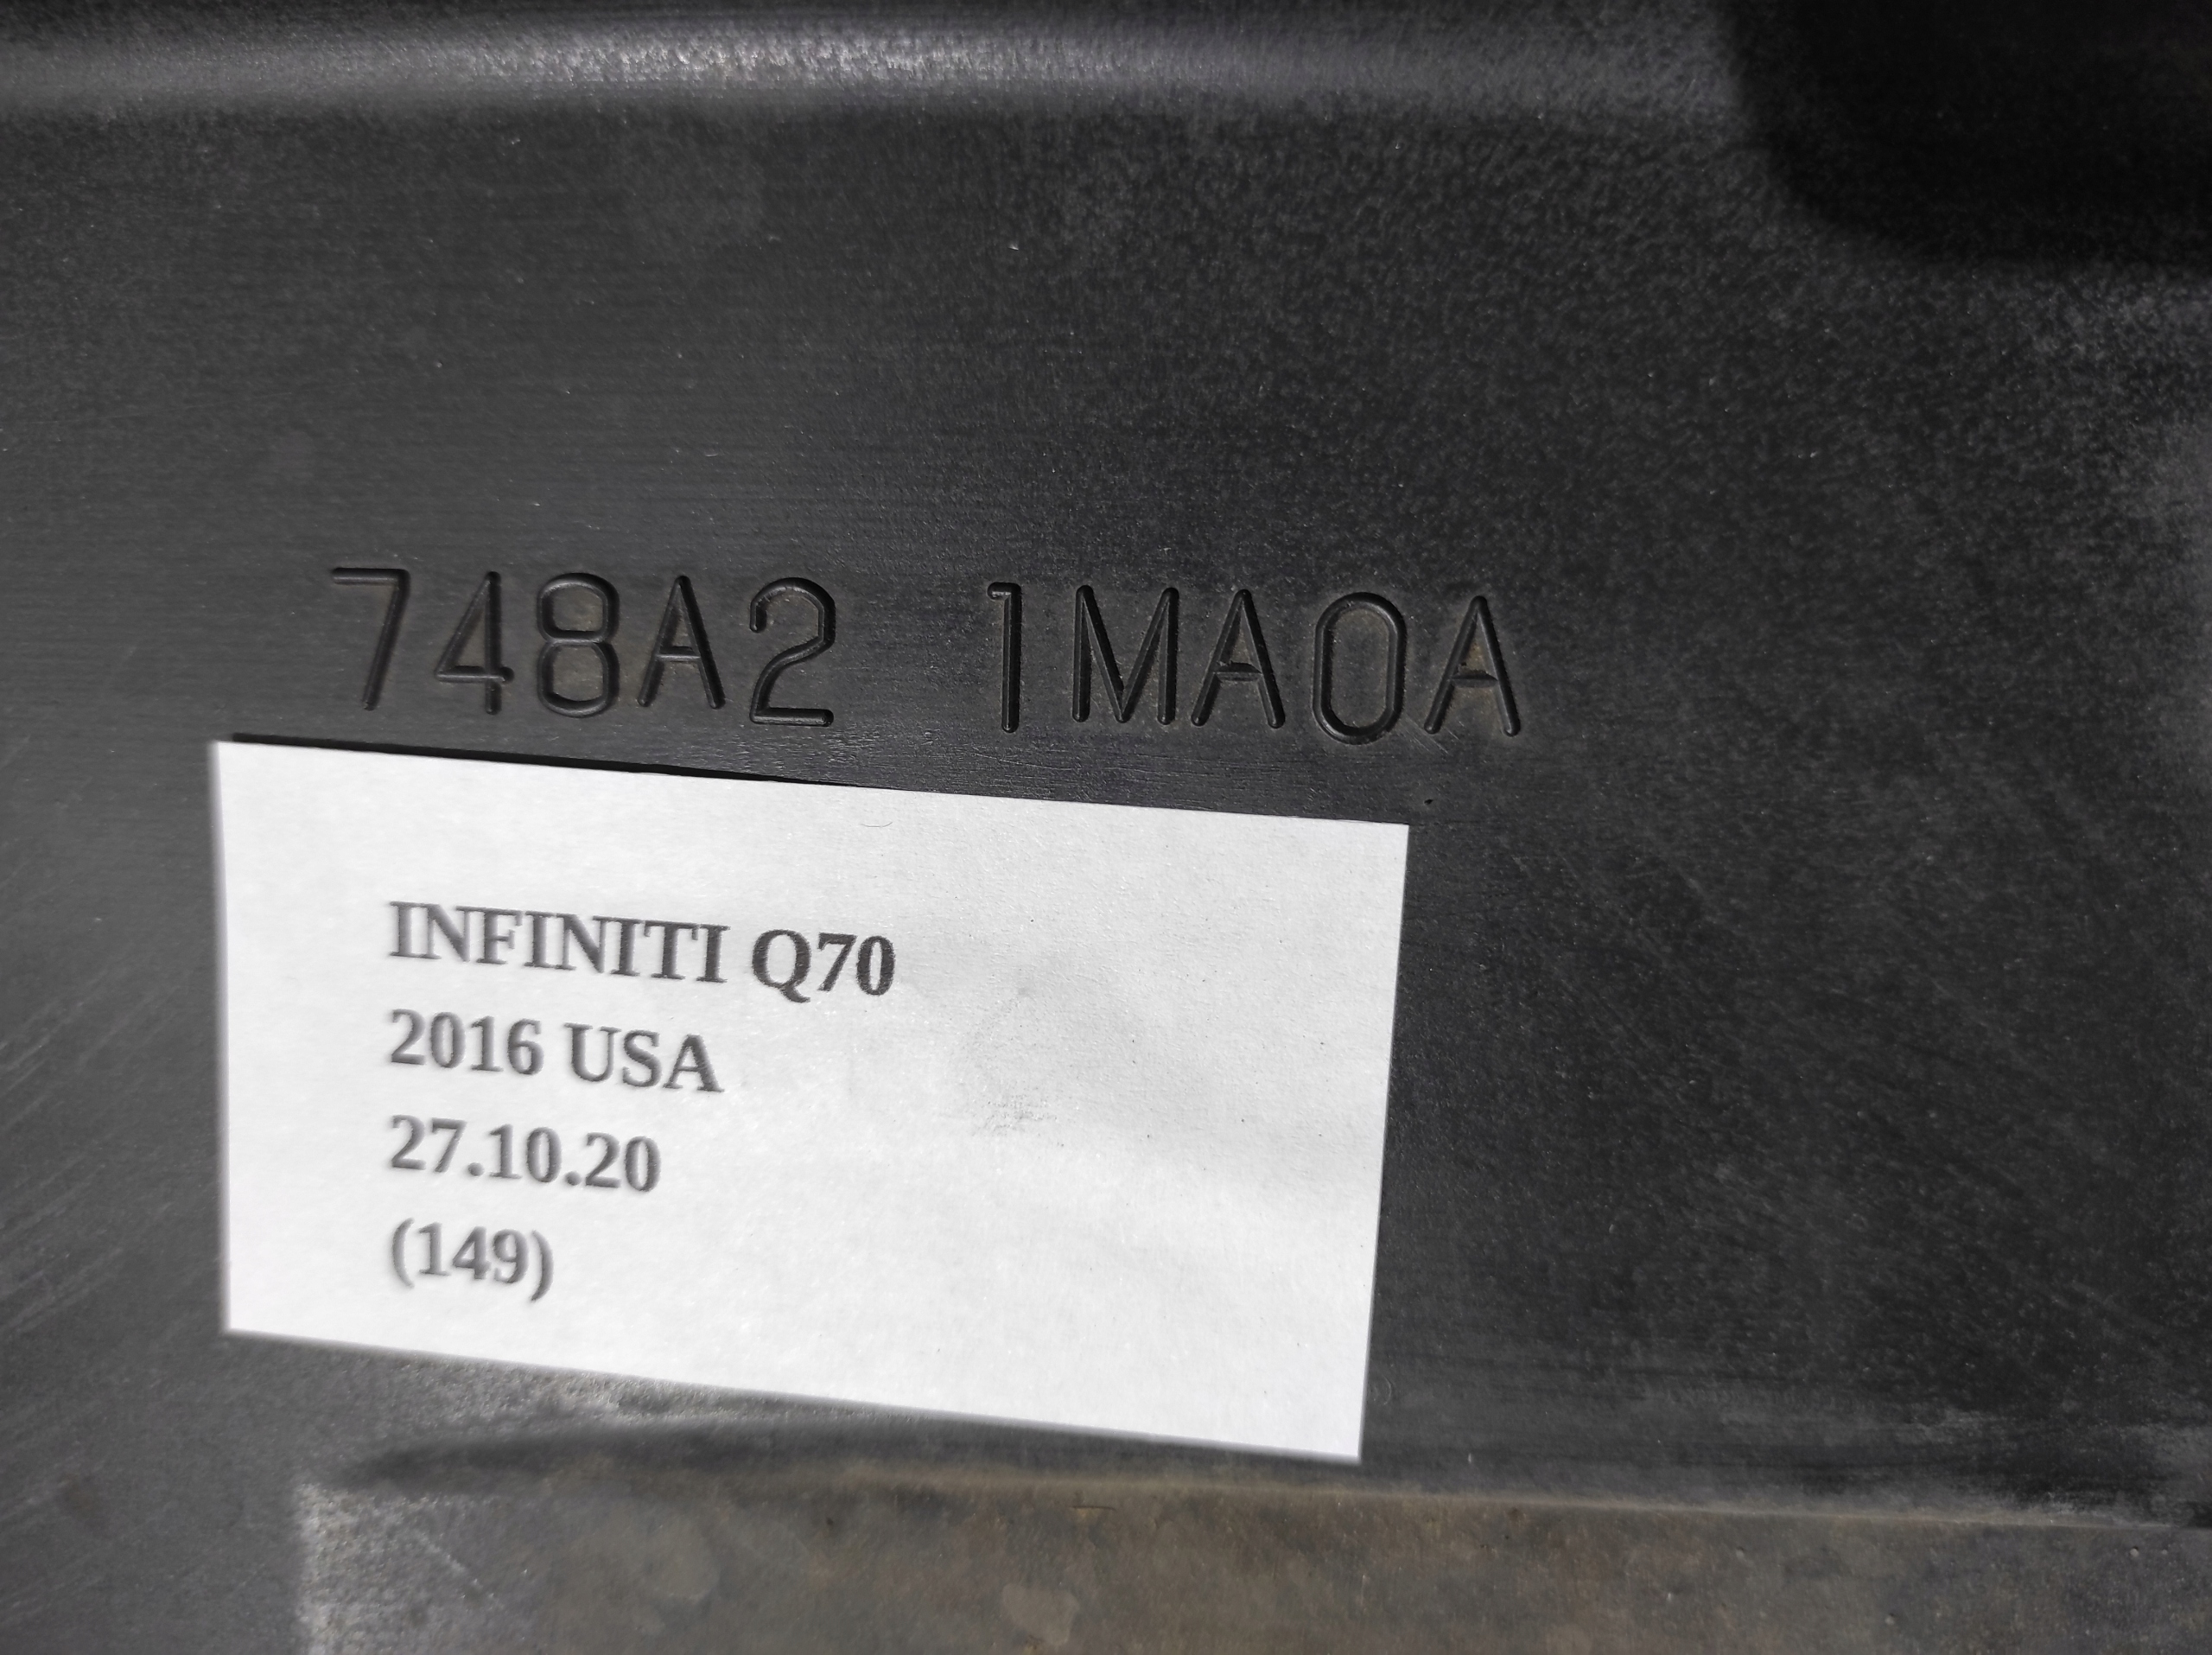 748A2 1MA0A
INFINITI Q70
2016 USA
27.10.20
(149)